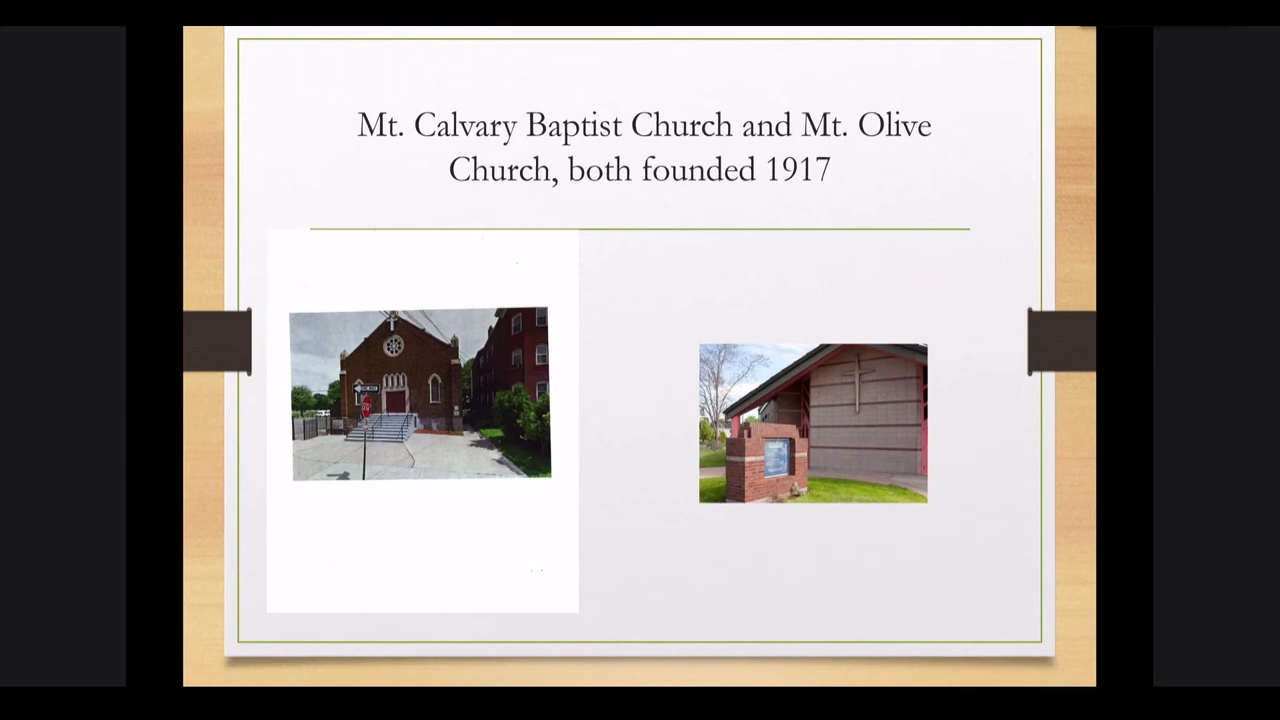 Mt. Calvary Baptist Church and Mt. Olive
Church, both founded 1917